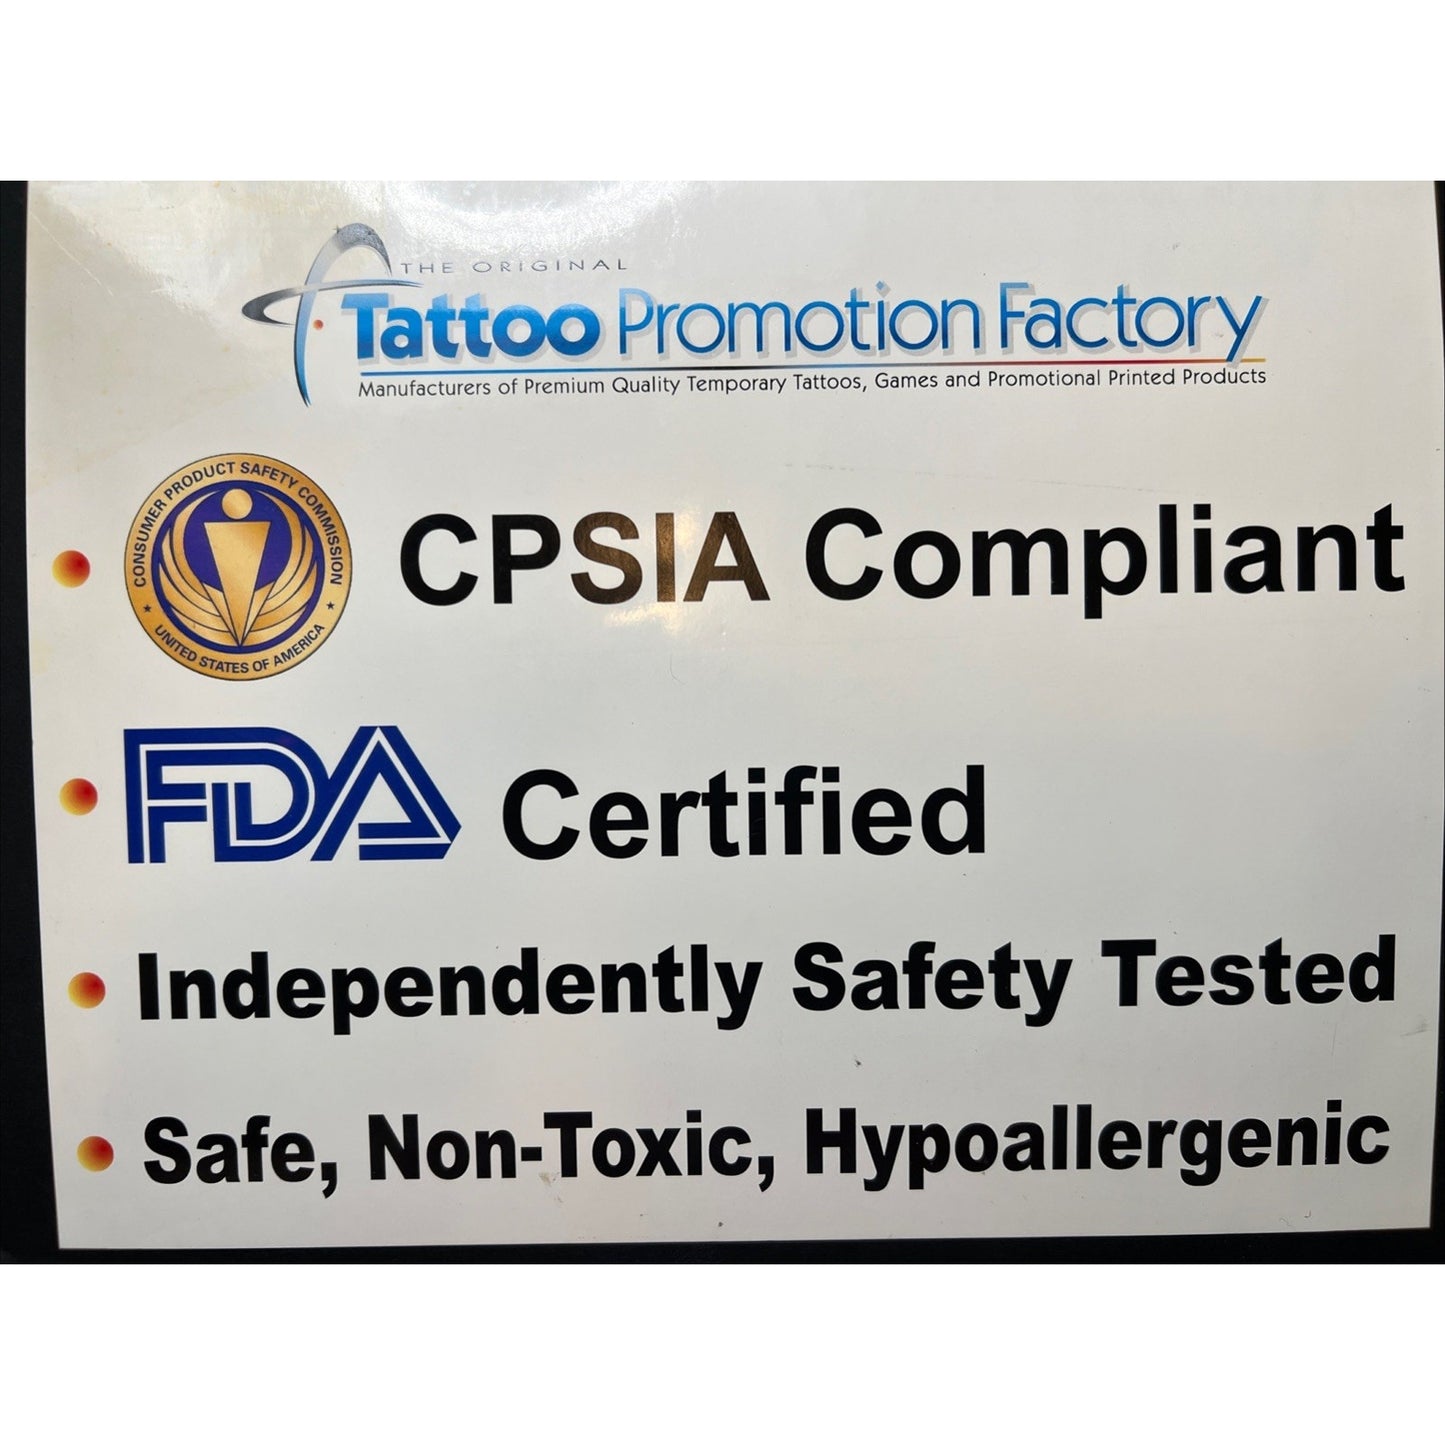 THE ORIGINAL
Tattoo Promotion Factory
Manufacturers of Premium Quality Temporary Tattoos, Games and Promotional Printed Products
CONSUMER PRODUCT SAFETY COMMISSION
UNITED STATES OF AMERICA
CPSIA Compliant
FDA Certified
Independently Safety Tested
Safe, Non-Toxic, Hypoallergenic